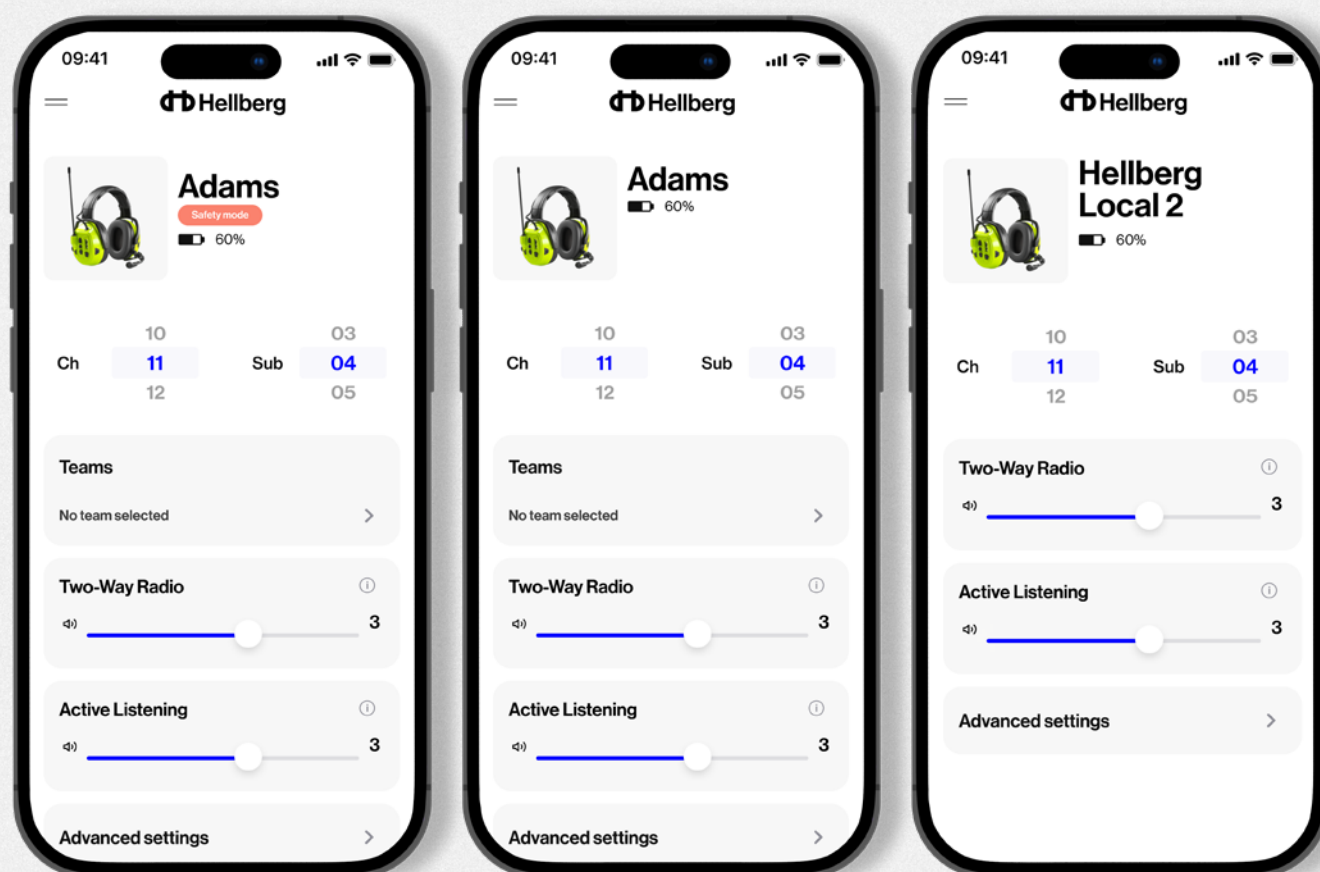 09:41
Hellberg
Adams
Safety mode
60%
10
03
Ch
11
Sub
04
12
05
Teams
No team selected
Two-Way Radio
3
Active Listening
3
Advanced settings
09:41
Hellberg
Adams
60%
10
03
Ch
11
Sub
04
12
05
Teams
No team selected
Two-Way Radio
3
Active Listening
3
Advanced settings
09:41
Hellberg
Hellberg
Local 2
60%
10
03
Ch
11
Sub
04
12
05
Two-Way Radio
3
Active Listening
3
Advanced settings